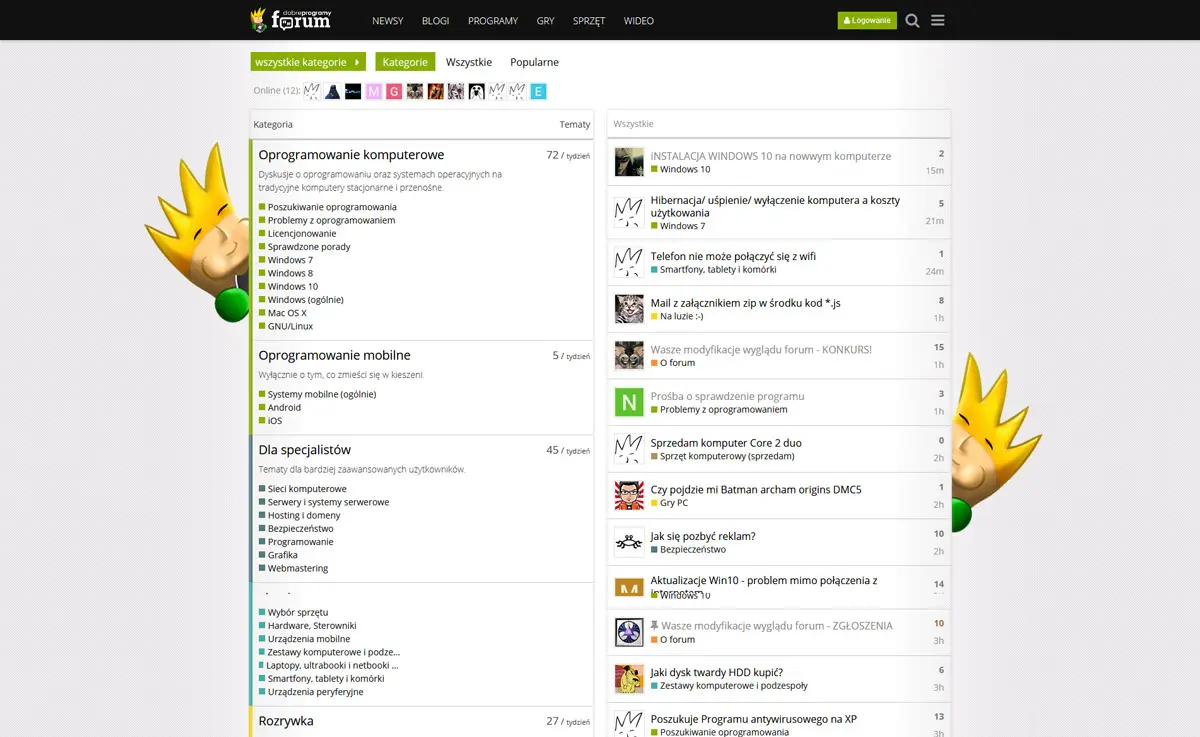 dobreprogramy
forum
NEWSY BLOGI PROGRAMY GRY SPRZĘT WIDEO
Logowanie
wszystkie kategorie
Kategorie Wszystkie Popularne
Online (12):
M G E
Kategoria Tematy
Oprogramowanie komputerowe 72 / tydzień
Dyskusje o oprogramowaniu oraz systemach operacyjnych na
tradycyjne komputery stacjonarne i przenośne.
Poszukiwanie oprogramowania
Problemy z oprogramowaniem
Licencjonowanie
Sprawdzone porady
Windows 7
Windows 8
Windows 10
Windows (ogólnie)
Mac OS X
GNU/Linux
Oprogramowanie mobilne 5 / tydzień
Wyłącznie o tym, co zmieści się w kieszeni.
Systemy mobilne (ogólnie)
Android
iOS
Dla specjalistów 45 / tydzień
Tematy dla bardziej zaawansowanych użytkowników.
Sieci komputerowe
Serwery i systemy serwerowe
Hosting i domeny
Bezpieczeństwo
Programowanie
Grafika
Webmastering
Wybór sprzętu
Hardware, Sterowniki
Urządzenia mobilne
Zestawy komputerowe i podze...
Laptopy, ultrabooki i netbooki ...
Smartfony, tablety i komórki
Urządzenia peryferyjne
Rozrywka 27 / tydzień
Wszystkie
iNSTALACJA WINDOWS 10 na nowwym komputerze 2
Windows 10 15m
Hibernacja/ uśpienie/ wyłączenie komputera a koszty 5
użytkowania
Windows 7 21m
Telefon nie może połączyć się z wifi 1
Smartfony, tablety i komórki 24m
Mail z załącznikiem zip w środku kod *.js 8
Na luzie :-) 1h
Wasze modyfikacje wyglądu forum - KONKURS! 15
O forum 1h
N
Prośba o sprawdzenie programu 3
Problemy z oprogramowaniem 1h
Sprzedam komputer Core 2 duo 0
Sprzęt komputerowy (sprzedam) 2h
Czy pojdzie mi Batman archam origins DMC5 1
Gry PC 2h
Jak się pozbyć reklam? 10
Bezpieczeństwo 2h
M
Aktualizacje Win10 - problem mimo połączenia z 14
Windows 10
Wasze modyfikacje wyglądu forum - ZGŁOSZENIA 10
O forum 3h
Jaki dysk twardy HDD kupić? 6
Zestawy komputerowe i podzespoły 3h
Poszukuje Programu antywirusowego na XP 13
Poszukiwanie oprogramowania 3h